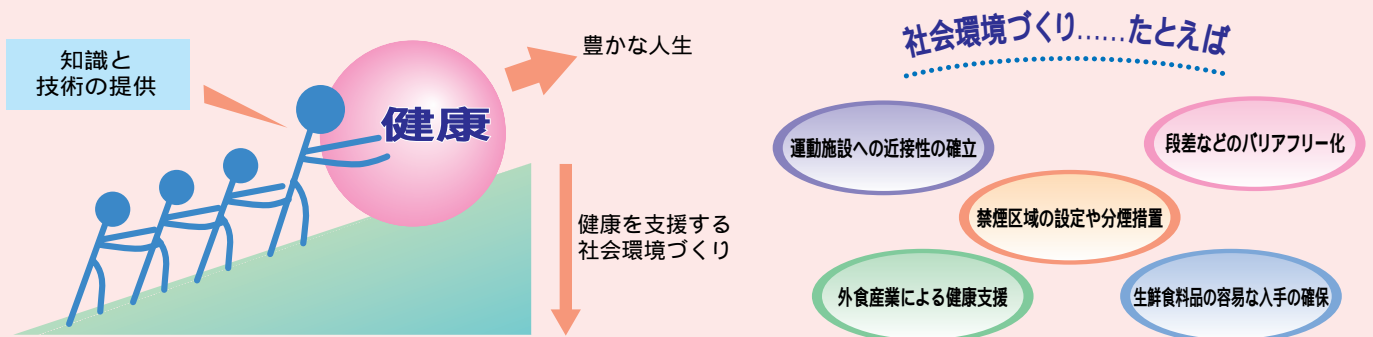 知識と
技術の提供
健康
豊かな人生
健康を支援する
社会環境づくり
社会環境づくり……たとえば
運動施設への近接性の確立
段差などのバリアフリー化
禁煙区域の設定や分煙措置
外食産業による健康支援
生鮮食料品の容易な入手の確保